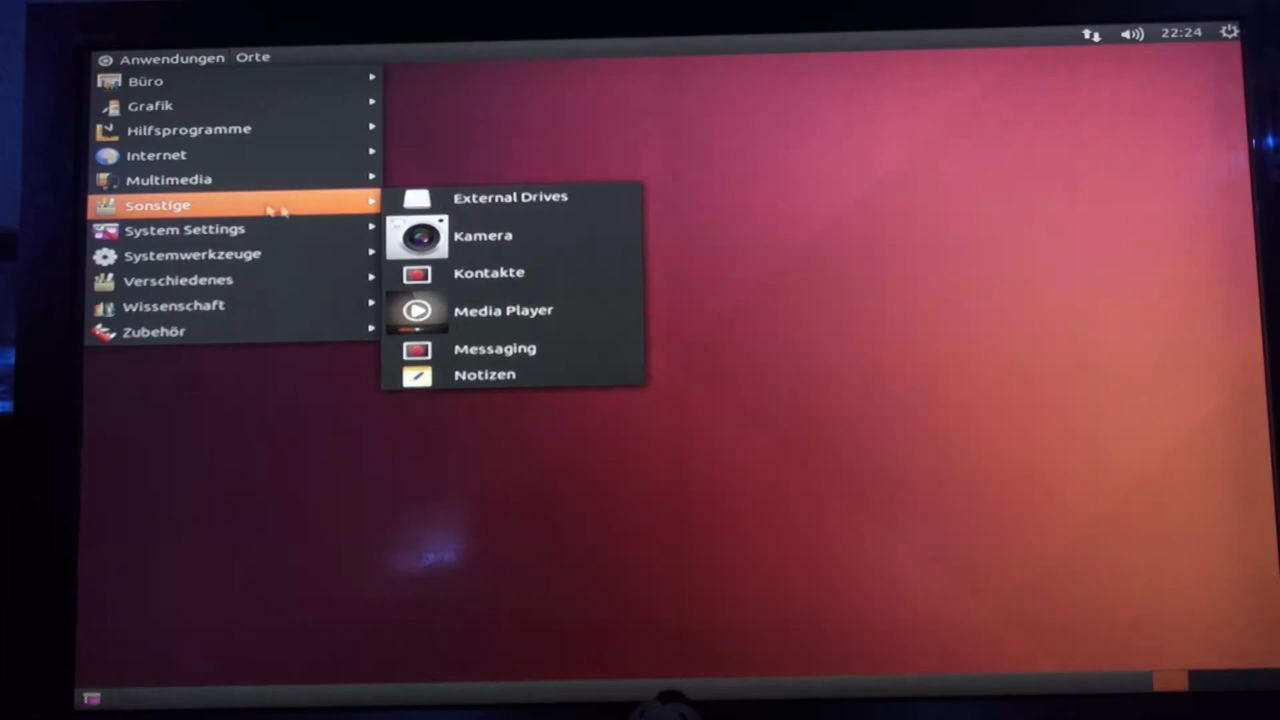 Anwendungen Orte 22:24
Büro
Grafik
Hilfsprogramme
Internet
Multimedia
Sonstige
System Settings
Systemwerkzeuge
Verschiedenes
Wissenschaft
Zubehör
External Drives
Kamera
Kontakte
Media Player
Messaging
Notizen